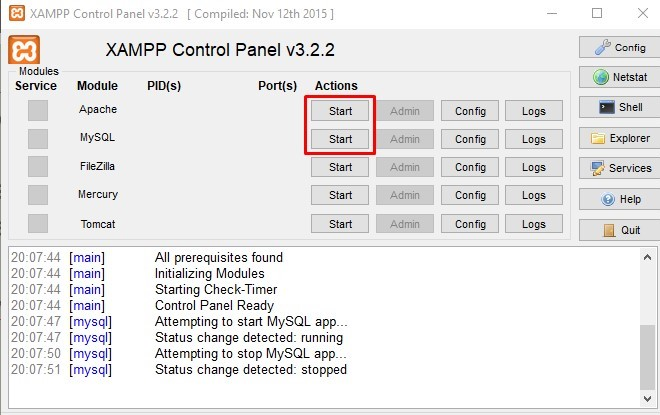 XAMPP Control Panel v3.2.2 [ Compiled: Nov 12th 2015 ]
XAMPP Control Panel v3.2.2
Config
Modules
Service Module PID(s) Port(s) Actions
Netstat
Apache Start Admin Config Logs
Shell
MySQL Start Admin Config Logs
Explorer
FileZilla Start Admin Config Logs
Services
Mercury Start Admin Config Logs
Help
Tomcat Start Admin Config Logs
Quit
20:07:44 [main] All prerequisites found
20:07:44 [main] Initializing Modules
20:07:44 [main] Starting Check-Timer
20:07:44 [main] Control Panel Ready
20:07:47 [mysql] Attempting to start MySQL app...
20:07:47 [mysql] Status change detected: running
20:07:50 [mysql] Attempting to stop MySQL app...
20:07:51 [mysql] Status change detected: stopped